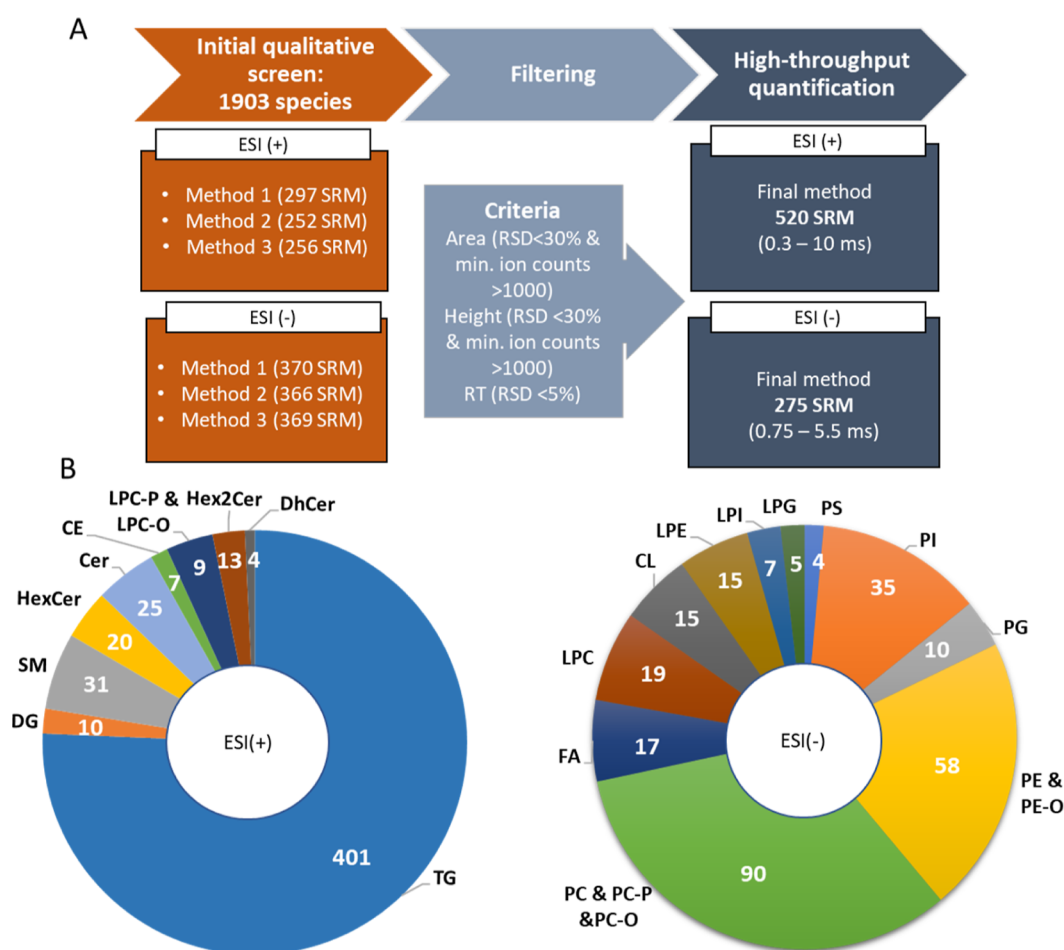 A
Initial qualitative
screen:
1903 species
Filtering
High-throughput
quantification
ESI (+)
• Method 1 (297 SRM)
• Method 2 (252 SRM)
• Method 3 (256 SRM)
ESI (-)
• Method 1 (370 SRM)
• Method 2 (366 SRM)
• Method 3 (369 SRM)
Criteria
Area (RSD<30% &
min. ion counts
>1000)
Height (RSD <30%
& min. ion counts
>1000)
RT (RSD <5%)
ESI (+)
Final method
520 SRM
(0.3 – 10 ms)
ESI (-)
Final method
275 SRM
(0.75 – 5.5 ms)
B
LPC-P &
LPC-O
Hex2Cer
DhCer
CE
Cer
HexCer
SM
DG
TG
4
13
9
7
25
20
31
10
401
ESI(+)
LPG
PS
LPI
LPE
PI
CL
PG
LPC
FA
PE &
PE-O
PC & PC-P
&PC-O
4
5
7
15
35
15
10
19
17
58
90
ESI(-)